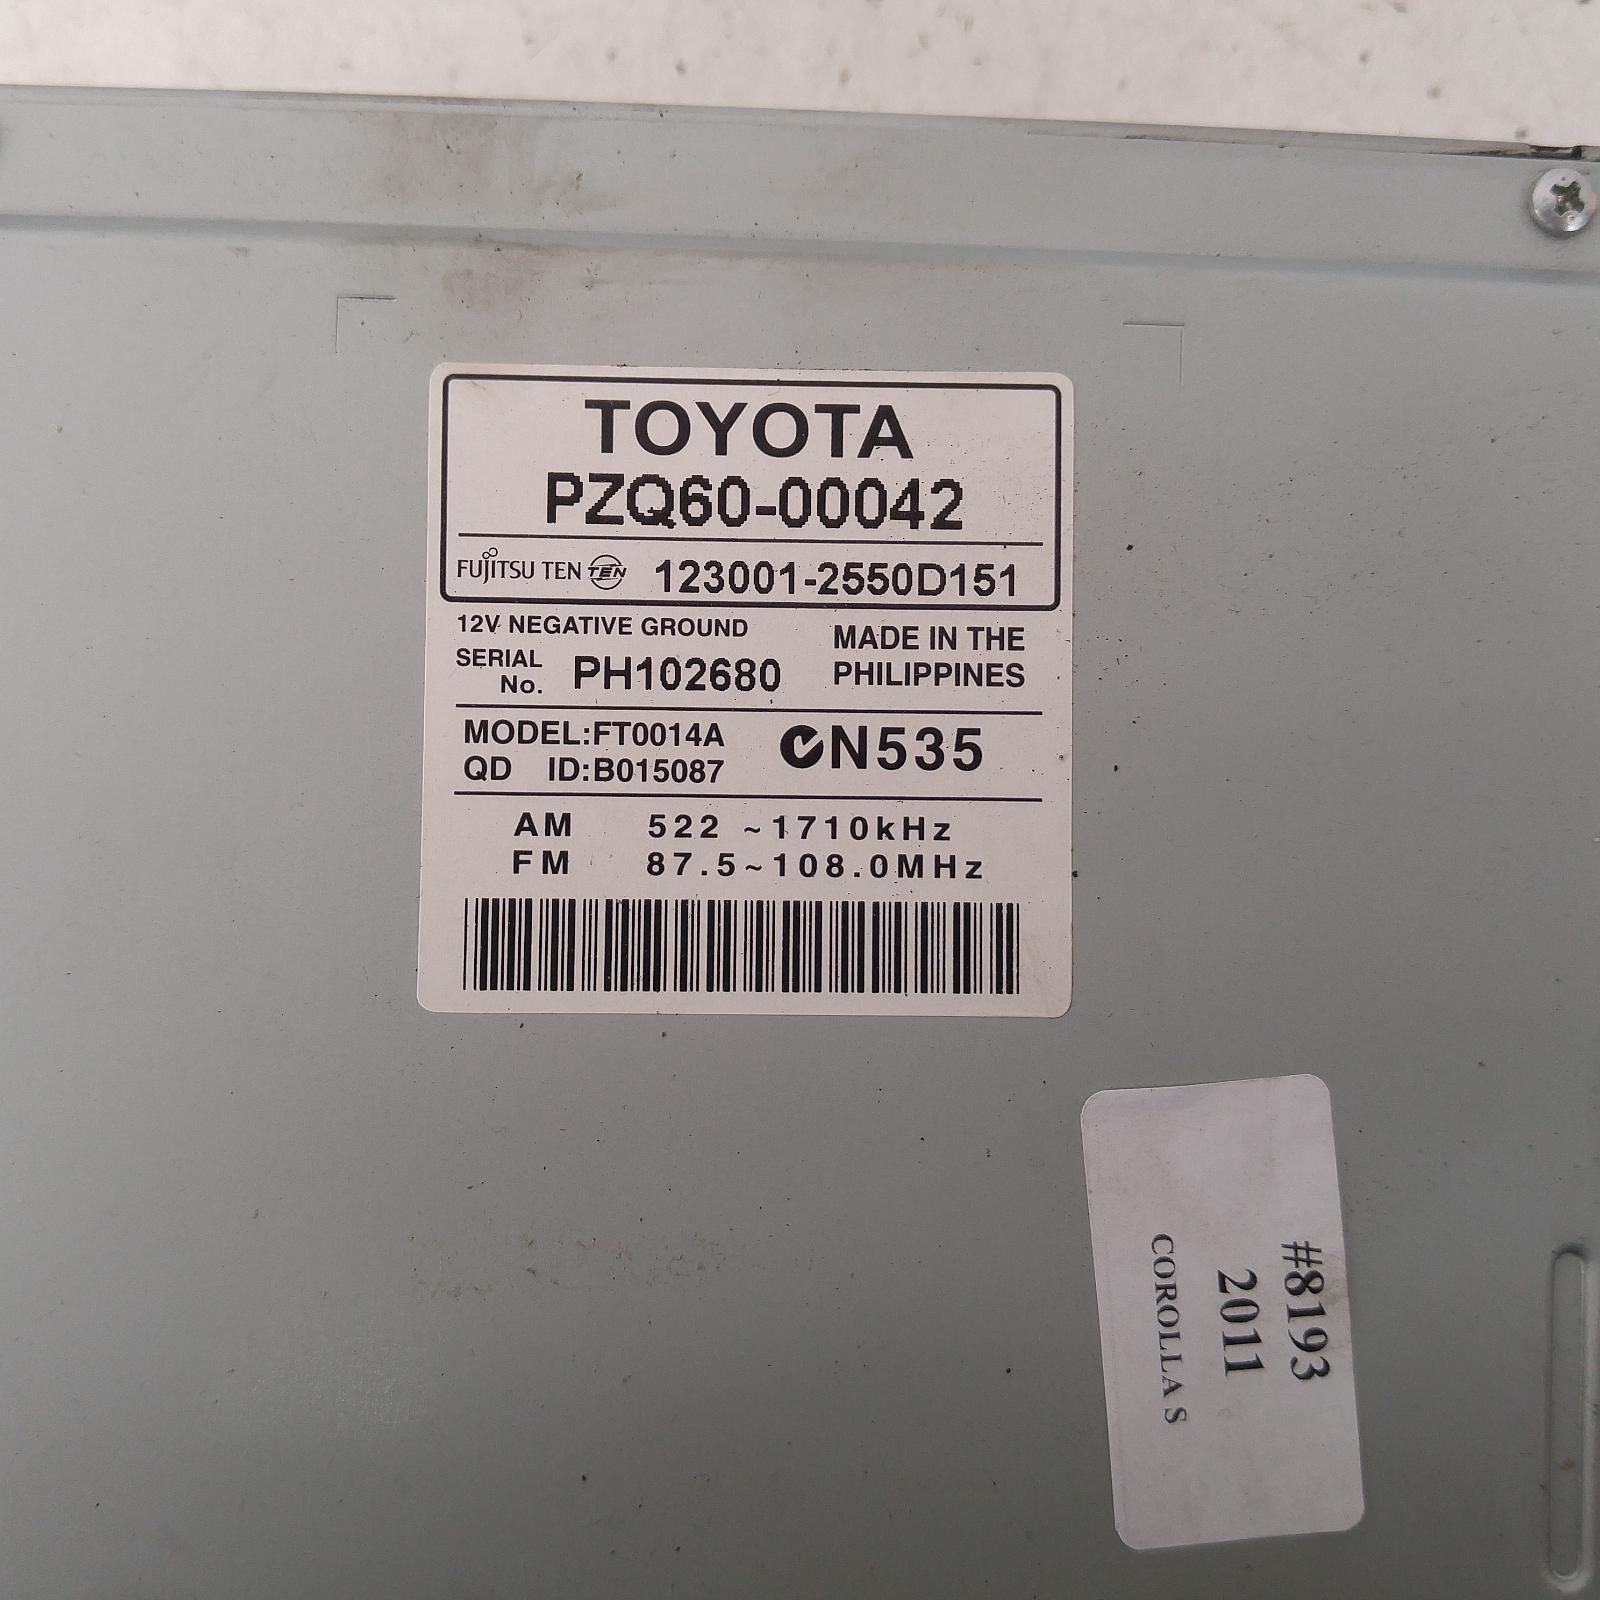 TOYOTA
PZQ60-00042
FUJITSU TEN TEN 123001-2550D151
12V NEGATIVE GROUND
SERIAL No. PH102680
MADE IN THE
PHILIPPINES
MODEL:FT0014A
QD ID:B015087
N535
AM 522 ~1710kHz
FM 87.5~108.0MHz
#8193
2011
COROLLA S